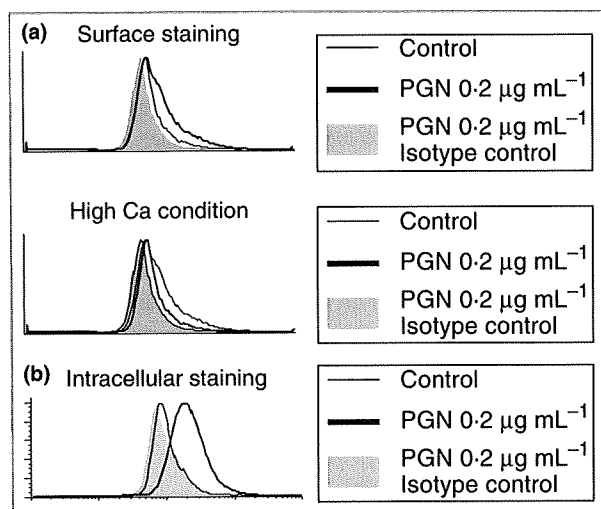 (a) Surface staining
Control
PGN 0·2 μg mL⁻¹
PGN 0·2 μg mL⁻¹
Isotype control
High Ca condition
Control
PGN 0·2 μg mL⁻¹
PGN 0·2 μg mL⁻¹
Isotype control
(b) Intracellular staining
Control
PGN 0·2 μg mL⁻¹
PGN 0·2 μg mL⁻¹
Isotype control